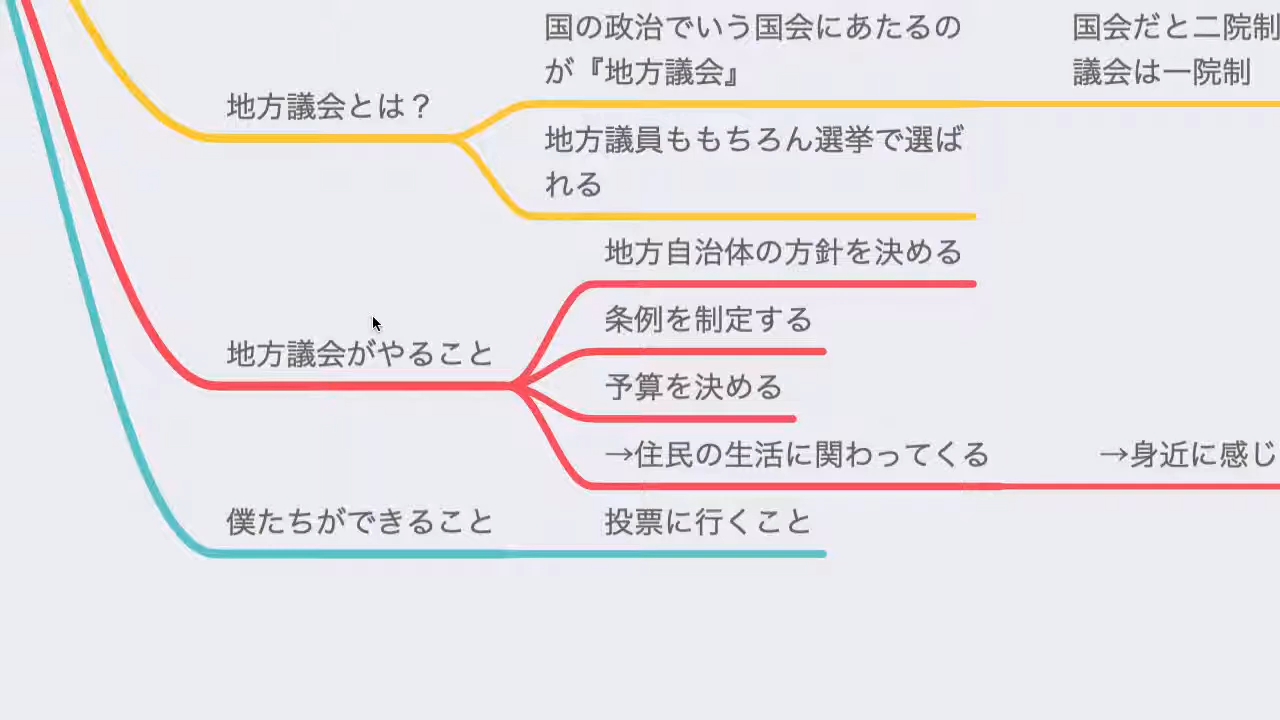 国の政治でいう国会にあたるの
が『地方議会』
国会だと二院制
議会は一院制
地方議会とは？
地方議員ももちろん選挙で選ば
れる
地方自治体の方針を決める
条例を制定する
地方議会がやること
予算を決める
→住民の生活に関わってくる
→身近に感じ
僕たちができること
投票に行くこと